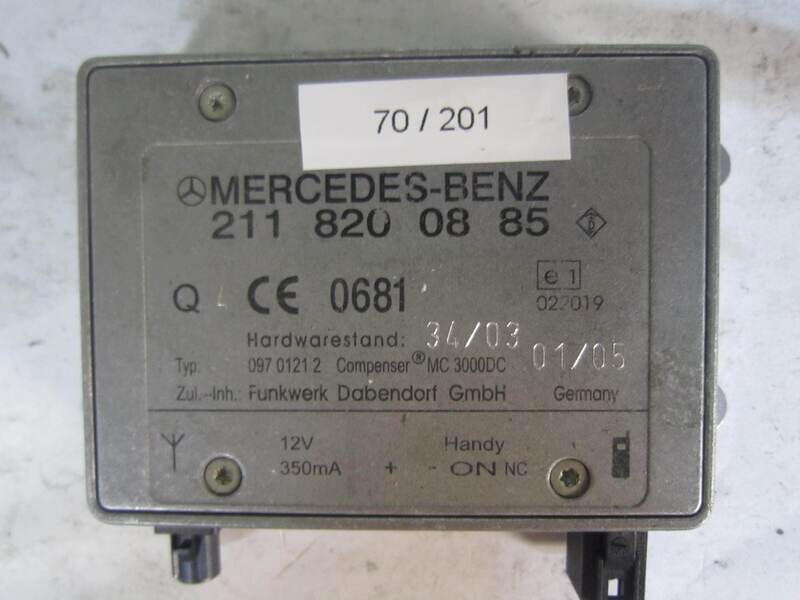 70 / 201
MERCEDES-BENZ
211 820 08 85
Q CE 0681 e1
022019
Hardwarestand: 34/03
Typ: 097 0121 2 Compenser® MC 3000DC 01/05
Zul.-Inh. Funkwerk Dabendorf GmbH Germany
12V Handy
350mA + - ON NC